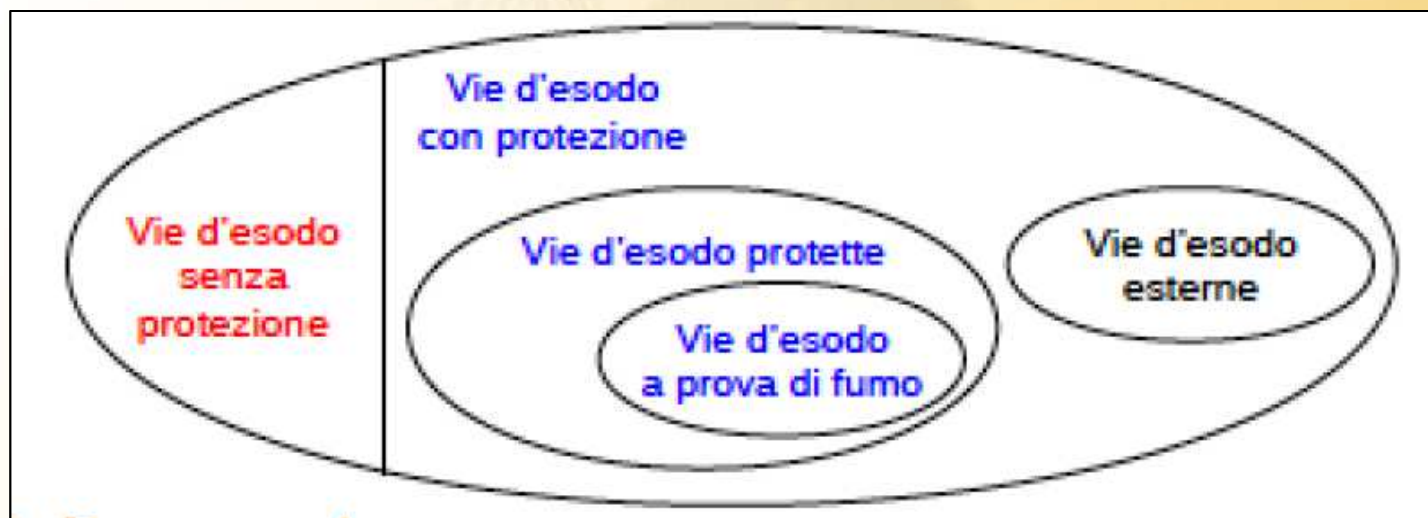 Vie d'esodo
con protezione
Vie d'esodo
senza
protezione
Vie d'esodo protette
Vie d'esodo
a prova di fumo
Vie d'esodo
esterne